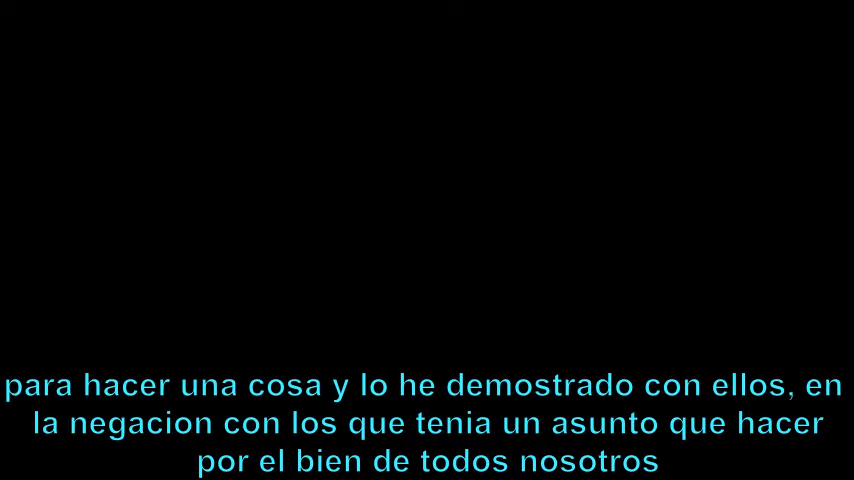 para hacer una cosa y lo he demostrado con ellos, en
la negacion con los que tenia un asunto que hacer
por el bien de todos nosotros